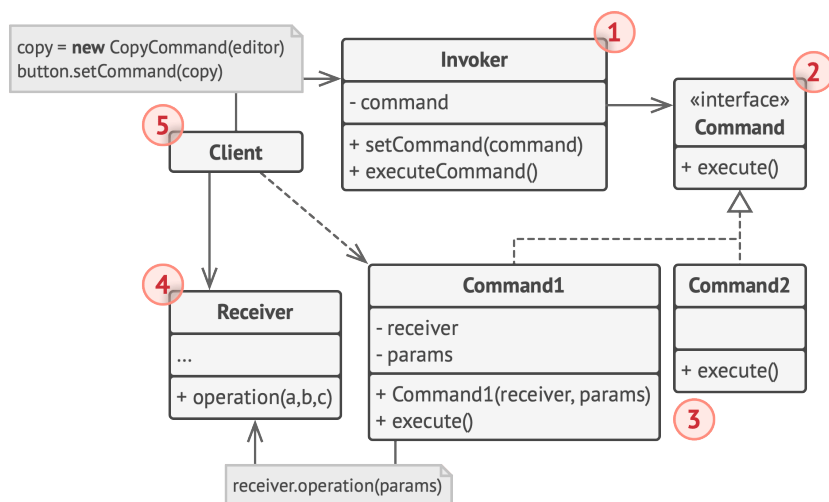 copy = new CopyCommand(editor)
button.setCommand(copy)
1
Invoker
- command
+ setCommand(command)
+ executeCommand()
2
«interface»
Command
+ execute()
5
Client
4
Receiver
...
+ operation(a,b,c)
Command1
- receiver
- params
+ Command1(receiver, params)
+ execute()
Command2
+ execute()
3
receiver.operation(params)